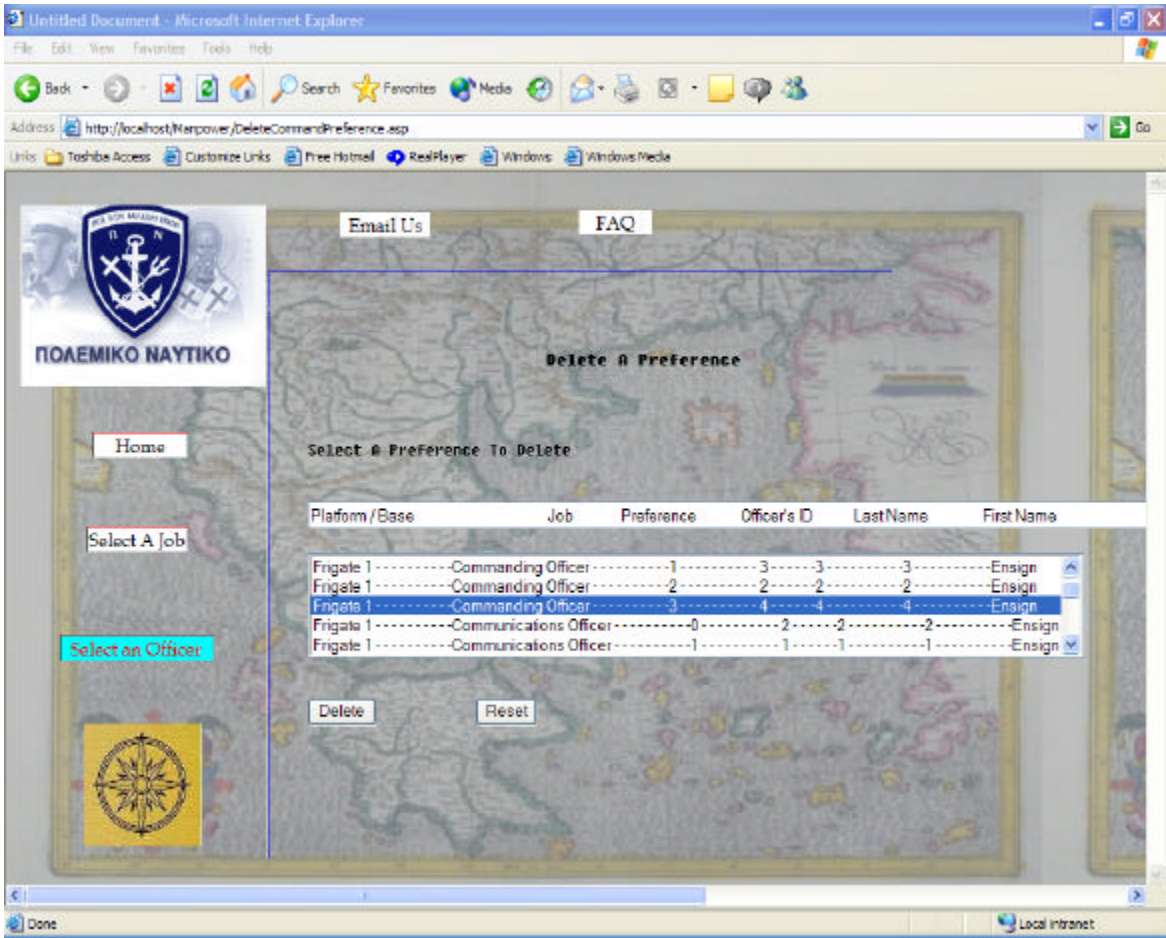 Untitled Document - Microsoft Internet Explorer
File Edit View Favorites Tools Help
Back Search Favorites Media
Address http://localhost/Manpower/DeleteCommandPreference.asp Go
Links Toshiba Access Customize Links Free Hotmail RealPlayer Windows Windows Media
Email Us FAQ
Π Ν
ΠΟΛΕΜΙΚΟ ΝΑΥΤΙΚΟ
Delete A Preference
Home
Select A Preference To Delete
Platform / Base Job Preference Officer's ID Last Name First Name
Select A Job
Frigate 1-----------Commanding Officer-----------1-----------3------3-----------3-----------Ensign
Frigate 1-----------Commanding Officer-----------2-----------2------2-----------2-----------Ensign
Frigate 1-----------Commanding Officer-----------3-----------4------4-----------4-----------Ensign
Frigate 1-----------Communications Officer-----------0-----------2------2-----------2-----------Ensign
Frigate 1-----------Communications Officer-----------1-----------1------1-----------1-----------Ensign
Select an Officer
Delete Reset
Done Local intranet